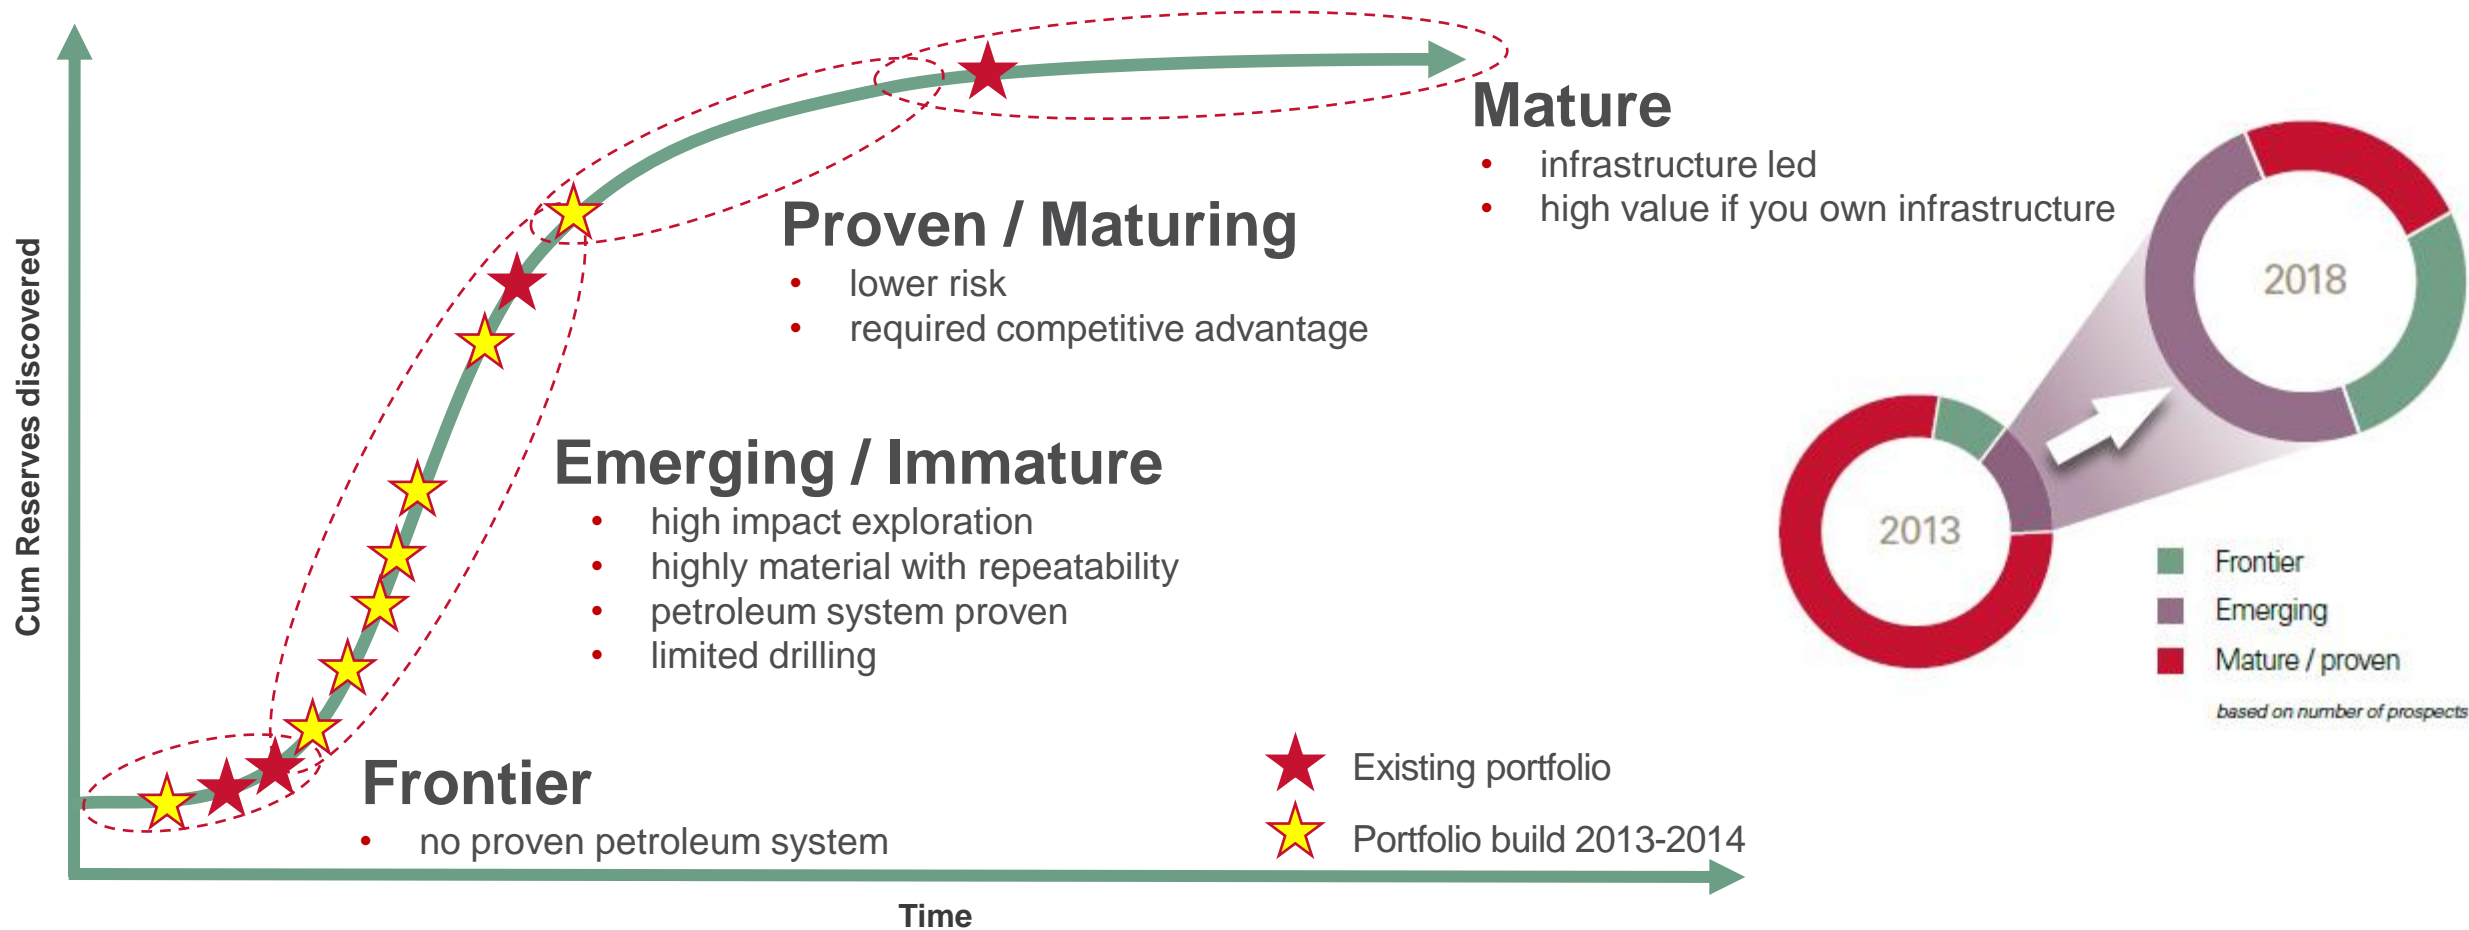 Cum Reserves discovered
Mature
• infrastructure led
• high value if you own infrastructure
Proven / Maturing
• lower risk
• required competitive advantage
Emerging / Immature
• high impact exploration
• highly material with repeatability
• petroleum system proven
• limited drilling
Frontier
• no proven petroleum system
Existing portfolio
Portfolio build 2013-2014
Time
2018
2013
Frontier
Emerging
Mature / proven
based on number of prospects